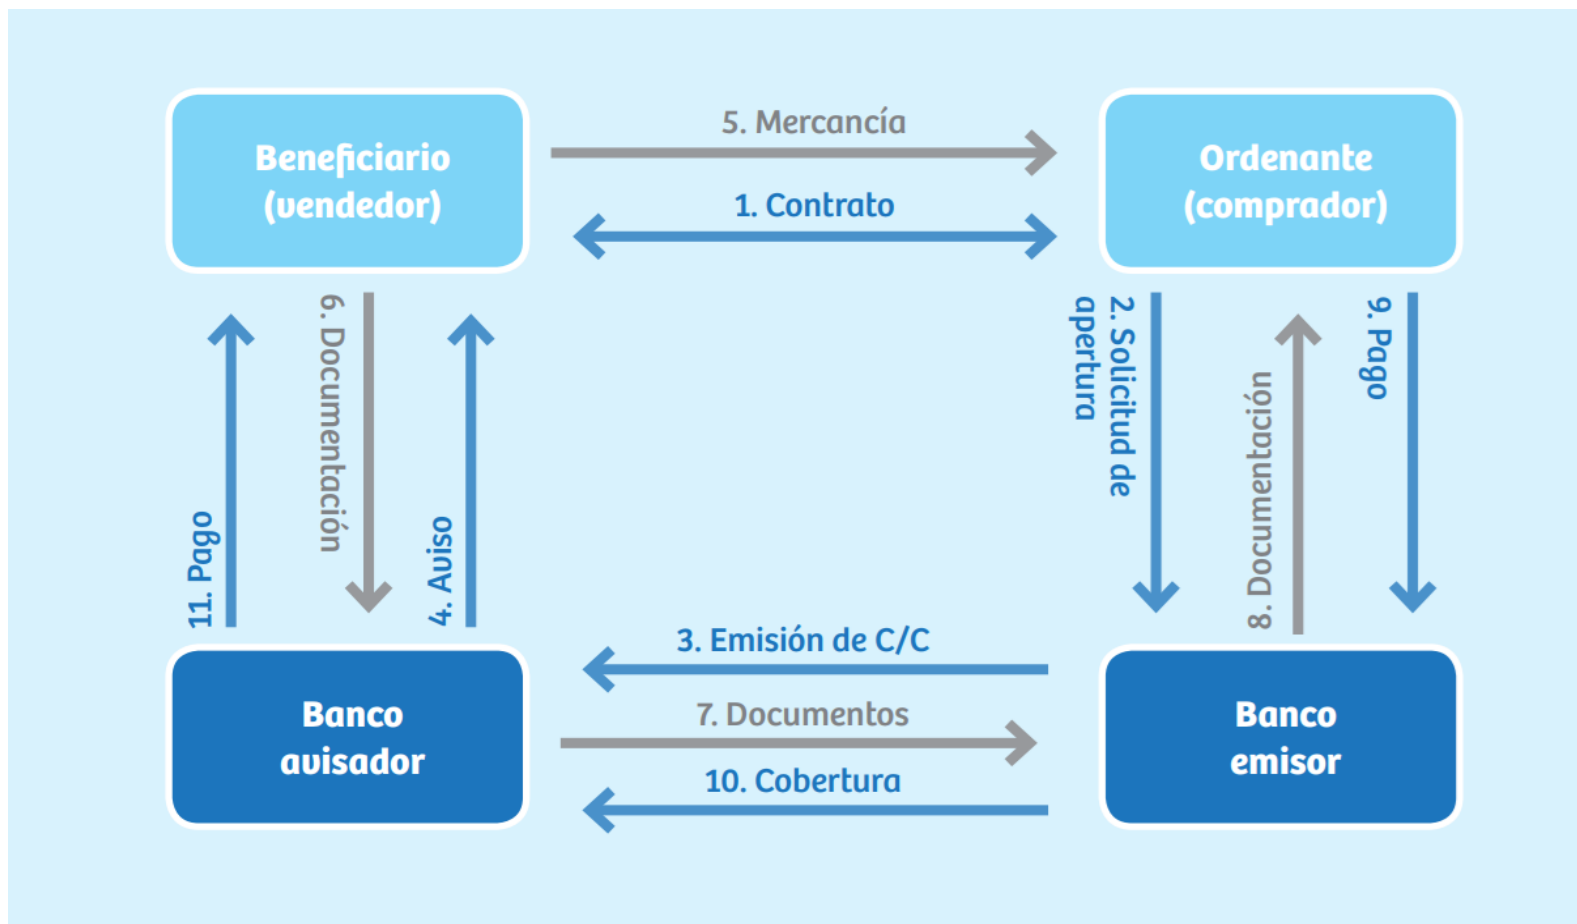 5. Mercancía
Beneficiario
(vendedor)
Ordenante
(comprador)
1. Contrato
11. Pago
6. Documentación
4. Aviso
2. Solicitud de
apertura
8. Documentación
9. Pago
3. Emisión de C/C
7. Documentos
10. Cobertura
Banco
avisador
Banco
emisor